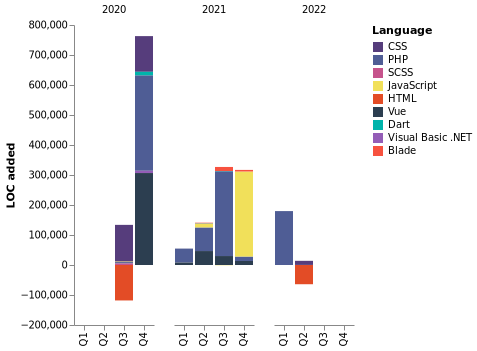 2020 2021 2022
800,000
700,000
600,000
500,000
400,000
300,000
200,000
100,000
0
−100,000
−200,000
LOC added
Q1 Q2 Q3 Q4 Q1 Q2 Q3 Q4 Q1 Q2 Q3 Q4
Language
CSS
PHP
SCSS
JavaScript
HTML
Vue
Dart
Visual Basic .NET
Blade